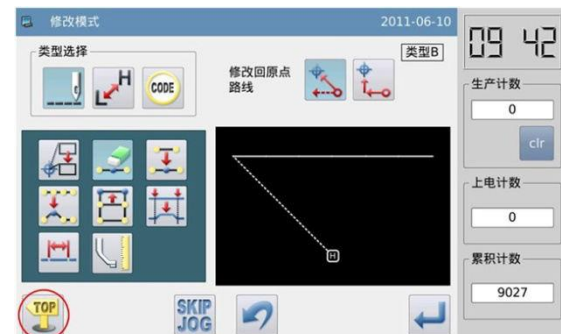 修改模式
2011-06-10
09 42
类型选择
H
CODE
修改回原点
路线
类型B
生产计数
0
clr
上电计数
0
H
累积计数
9027
TOP
SKIP
JOG